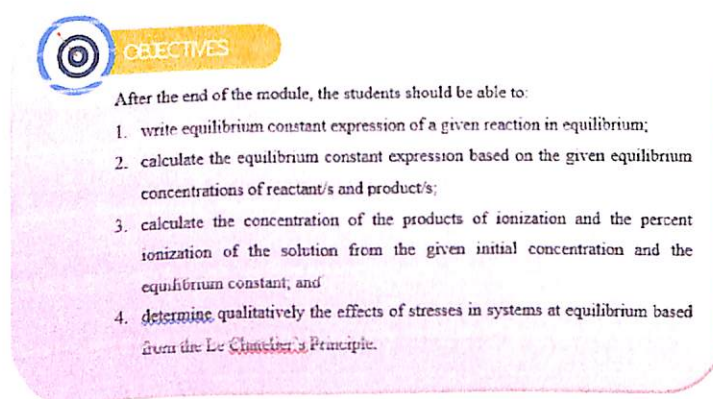 OBJECTIVES
After the end of the module, the students should be able to:
1. write equilibrium constant expression of a given reaction in equilibrium;
2. calculate the equilibrium constant expression based on the given equilibrium
concentrations of reactant/s and product/s;
3. calculate the concentration of the products of ionization and the percent
ionization of the solution from the given initial concentration and the
equilibrium constant; and
4. determine qualitatively the effects of stresses in systems at equilibrium based
from the Le Chatelier's Principle.